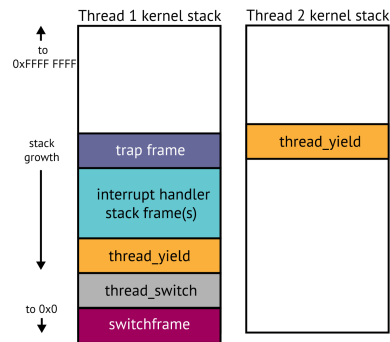 Thread 1 kernel stack
Thread 2 kernel stack
to
0xFFFF FFFF
stack
growth
to 0x0
trap frame
interrupt handler
stack frame(s)
thread_yield
thread_switch
switchframe
thread_yield